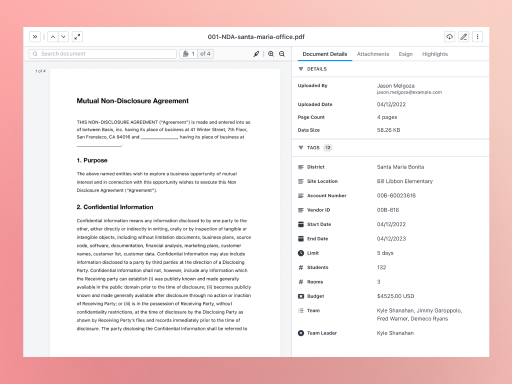 001-NDA-santa-maria-office.pdf
Search document
1 of 4
Document Details Attachments Esign Highlights
1 of 4
Mutual Non-Disclosure Agreement
THIS NON-DISCLOSURE AGREEMENT ("Agreement") is made and entered into as
of between Basis, Inc. having its place of business at 41 Winter Street, 7th Floor,
San Francisco, CA 94016 and ______________, having its place of business at
________________.
1. Purpose
The above named entities wish to explore a business opportunity of mutual
interest and in connection with this opportunity wishes to execute this Non
Disclosure Agreement ("Agreement").
2. Confidential Information
Confidential information means any information disclosed to by one party to the
other, either directly or indirectly in writing, orally or by inspection of tangible or
intangible objects, including without limitation documents, business plans, source
code, software, documentation, financial analysis, marketing plans, customer
names, customer list, customer data. Confidential Information may also include
information disclosed to a party by third parties at the direction of a Disclosing
Party. Confidential Information shall not, however, include any information which
the Receiving party can establish (i) was publicly known and made generally
available in the public domain prior to the time of disclosure; (ii) becomes publicly
known and made generally available after disclosure through no action or inaction
of Receiving Party; or (iii) is in the possession of Receiving Party, without
confidentiality restrictions, at the time of disclosure by the Disclosing Party as
shown by Receiving Party's files and records immediately prior to the time of
disclosure. The party disclosing the Confidential Information shall be referred to
DETAILS
Uploaded By Jason Melgoza
jason.melgoza@example.com
Uploaded Date 04/12/2022
Page Count 4 pages
Data Size 58.26 KB
TAGS 12
District Santa Maria Bonita
Site Location Bill Libbon Elementary
Account Number 00B-60023616
Vendor ID 00B-618
Start Date 04/12/2022
End Date 04/12/2023
Limit 5 days
Students 132
Rooms 3
Budget $4525.00 USD
Team Kyle Shanahan, Jimmy Garoppolo,
Fred Warner, Demeco Ryans
Team Leader Kyle Shanahan